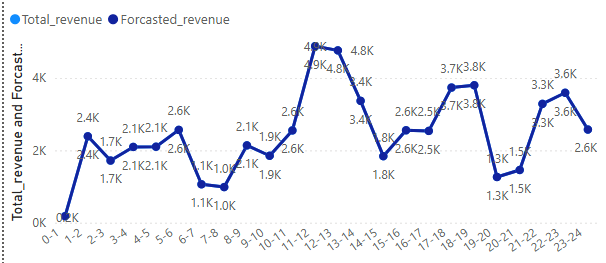 Total_revenue Forcasted_revenue
Total_revenue and Forcast...
4K
2K
0K
0.2K
2.4K
2.4K
1.7K
1.7K
2.1K
2.1K
2.1K
2.1K
2.6K
2.6K
1.1K
1.1K
1.0K
1.0K
2.1K
2.1K
1.9K
1.9K
2.6K
2.6K
4.9K
4.9K
4.8K
4.8K
3.4K
3.4K
1.8K
1.8K
2.6K
2.6K
2.5K
2.5K
3.7K
3.7K
3.8K
3.8K
1.3K
1.3K
1.5K
1.5K
3.3K
3.3K
3.6K
3.6K
2.6K
0-1
1-2
2-3
3-4
4-5
5-6
6-7
7-8
8-9
9-10
10-11
11-12
12-13
13-14
14-15
15-16
16-17
17-18
18-19
19-20
20-21
21-22
22-23
23-24